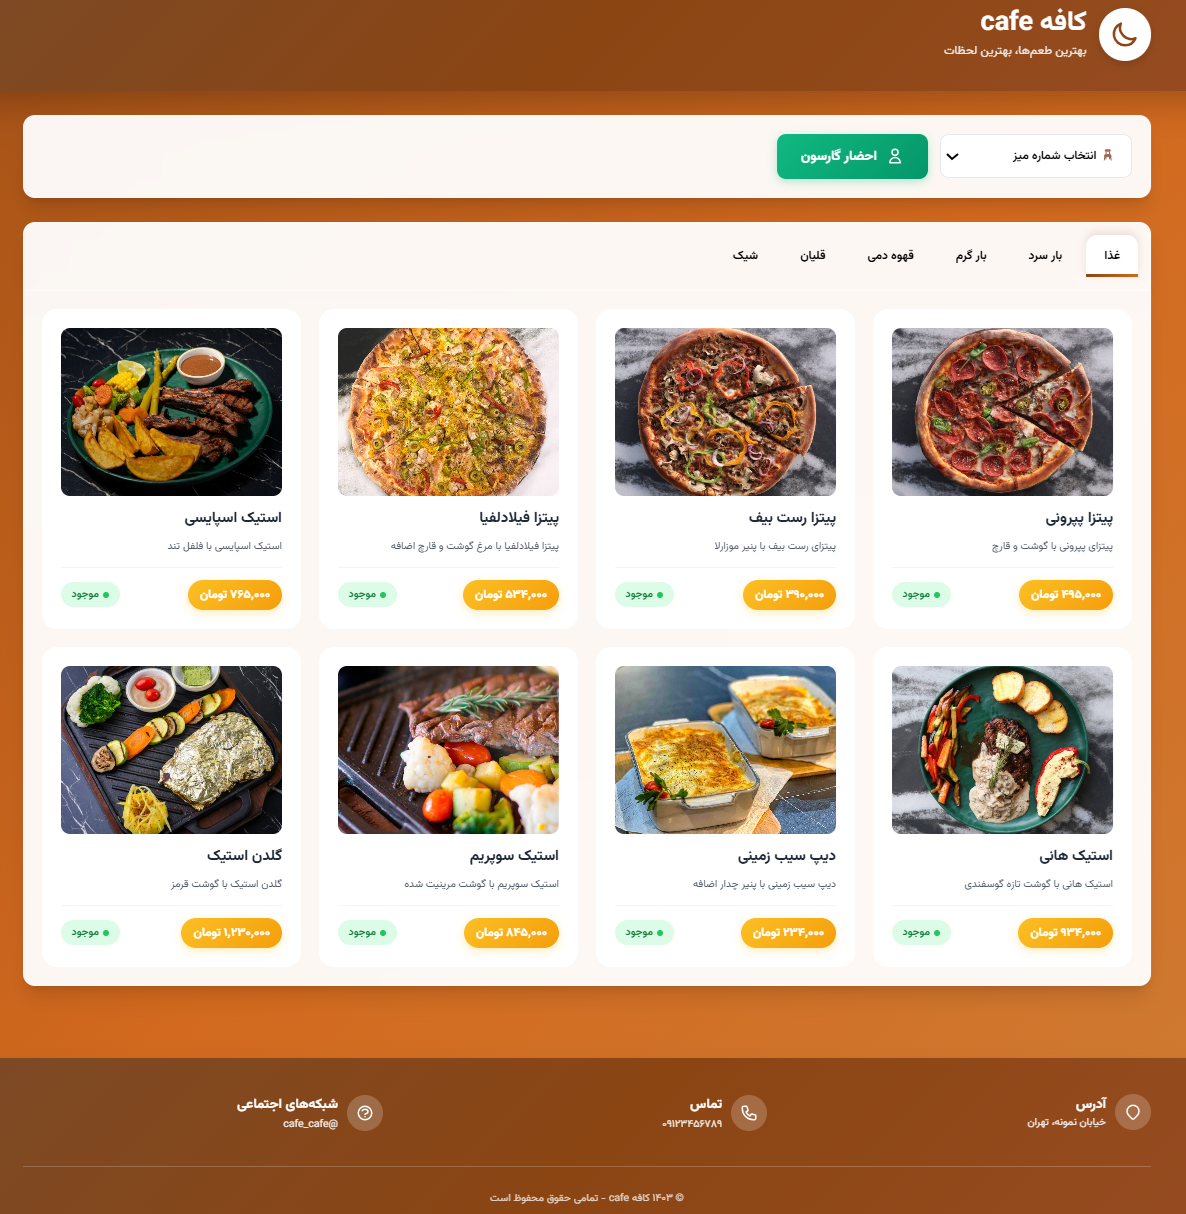 کافه cafe
بهترین طعم‌ها، بهترین لحظات
انتخاب شماره میز
احضار گارسون
غذا
بار سرد
بار گرم
قهوه دمی
قلیان
شیک
پیتزا پپرونی
پیتزای پپرونی با گوشت و قارچ
۴۹۵,۰۰۰ تومان
موجود
پیتزا رست بیف
پیتزای رست بیف با پنیر موزارلا
۳۹۰,۰۰۰ تومان
موجود
پیتزا فیلادلفیا
پیتزا فیلادلفیا با مرغ گوشت و قارچ اضافه
۵۳۴,۰۰۰ تومان
موجود
استیک اسپایسی
استیک اسپایسی با فلفل تند
۷۶۵,۰۰۰ تومان
موجود
استیک هانی
استیک هانی با گوشت تازه گوسفندی
۹۳۴,۰۰۰ تومان
موجود
دیپ سیب زمینی
دیپ سیب زمینی با پنیر چدار اضافه
۲۳۴,۰۰۰ تومان
موجود
استیک سوپریم
استیک سوپریم با گوشت مرینیت شده
۸۴۵,۰۰۰ تومان
موجود
گلدن استیک
گلدن استیک با گوشت قرمز
۱,۲۳۰,۰۰۰ تومان
موجود
آدرس
خیابان نمونه، تهران
تماس
۰۹۱۲۳۴۵۶۷۸۹
شبکه‌های اجتماعی
@cafe_cafe
© ۱۴۰۳ کافه cafe - تمامی حقوق محفوظ است